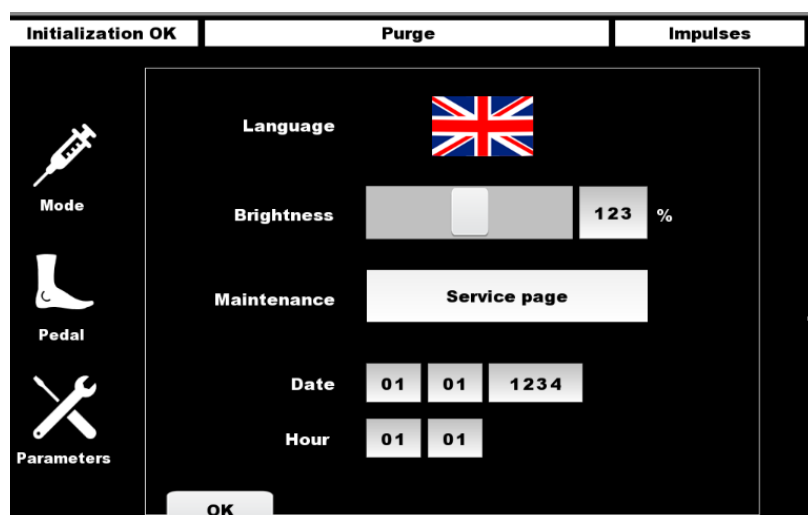 Initialization OK Purge Impulses
Language
Mode
Brightness 123 %
Maintenance Service page
Pedal
Date 01 01 1234
Hour 01 01
Parameters
OK